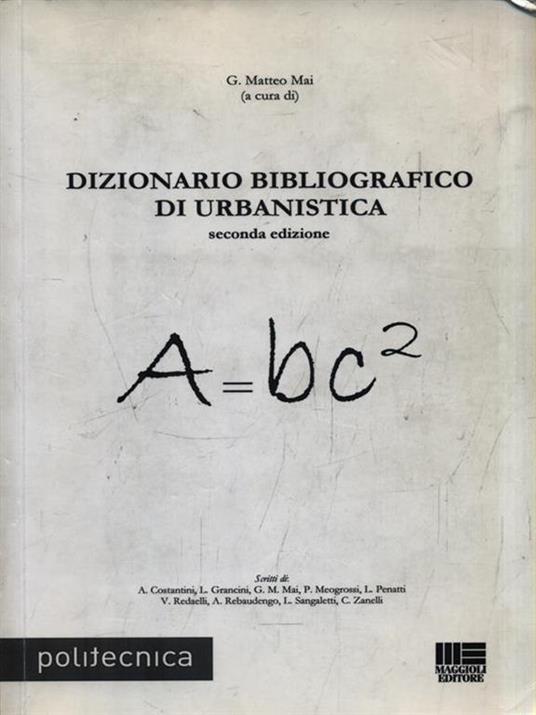 G. Matteo Mai
(a cura di)
DIZIONARIO BIBLIOGRAFICO
DI URBANISTICA
seconda edizione
A=bc²
Scritti di:
A. Costantini, L. Grancini, G. M. Mai, P. Meogrossi, L. Penatti
V. Redaelli, A. Rebaudengo, L. Sangaletti, C. Zanelli
politecnica
MAGGIOLI
EDITORE